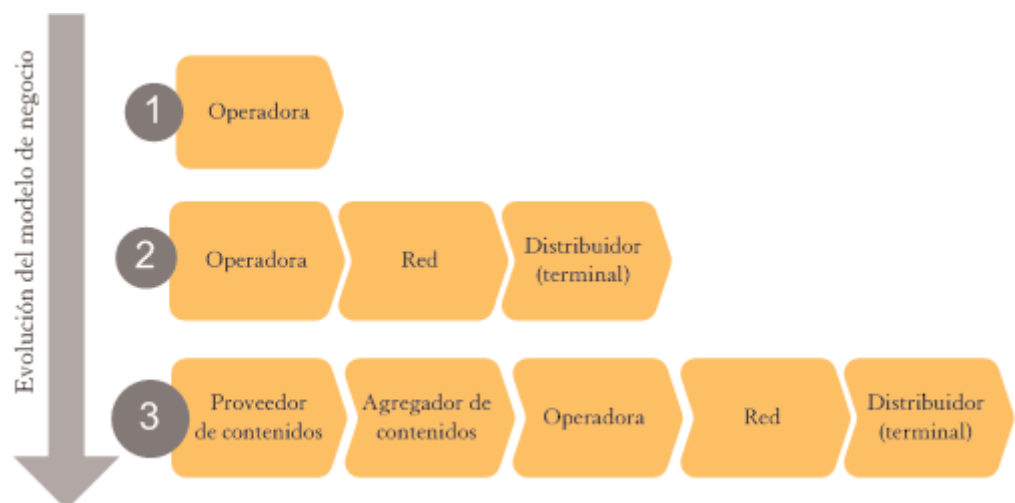 Evolución del modelo de negocio
1
Operadora
2
Operadora
Red
Distribuidor
(terminal)
3
Proveedor
de contenidos
Agregador de
contenidos
Operadora
Red
Distribuidor
(terminal)